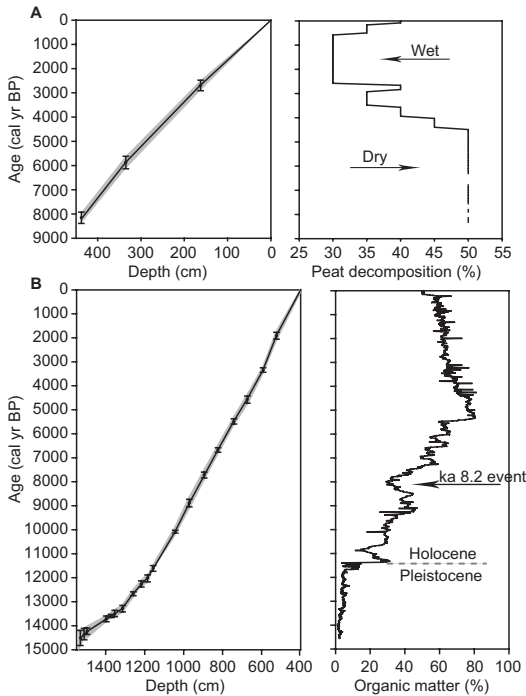 A
0
1000
2000
3000
4000
5000
6000
7000
8000
9000
Age (cal yr BP)
400 300 200 100 0
Depth (cm)
Wet
Dry
25 30 35 40 45 50 55
Peat decomposition (%)
B
0
1000
2000
3000
4000
5000
6000
7000
8000
9000
10000
11000
12000
13000
14000
15000
Age (cal yr BP)
1400 1200 1000 800 600 400
Depth (cm)
ka 8.2 event
Holocene
Pleistocene
0 20 40 60 80 100
Organic matter (%)